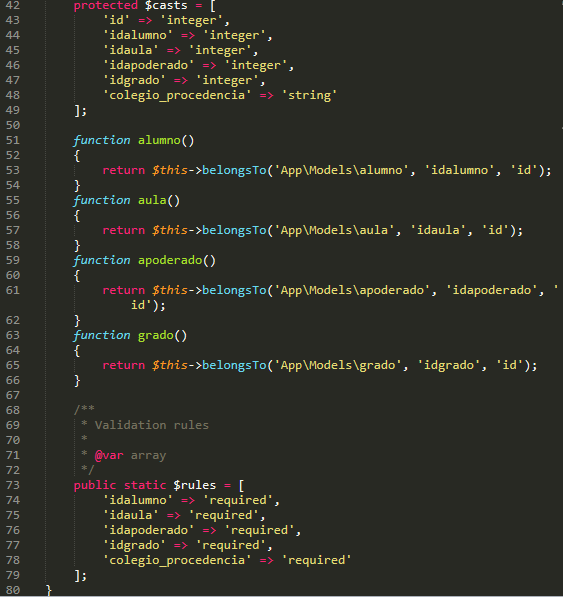 42 protected $casts = [
43 'id' => 'integer',
44 'idalumno' => 'integer',
45 'idaula' => 'integer',
46 'idapoderado' => 'integer',
47 'idgrado' => 'integer',
48 'colegio_procedencia' => 'string'
49 ];
50
51 function alumno()
52 {
53 return $this->belongsTo('App\Models\alumno', 'idalumno', 'id');
54 }
55 function aula()
56 {
57 return $this->belongsTo('App\Models\aula', 'idaula', 'id');
58 }
59 function apoderado()
60 {
61 return $this->belongsTo('App\Models\apoderado', 'idapoderado', '
id');
62 }
63 function grado()
64 {
65 return $this->belongsTo('App\Models\grado', 'idgrado', 'id');
66 }
67
68 /**
69 * Validation rules
70 *
71 * @var array
72 */
73 public static $rules = [
74 'idalumno' => 'required',
75 'idaula' => 'required',
76 'idapoderado' => 'required',
77 'idgrado' => 'required',
78 'colegio_procedencia' => 'required'
79 ];
80 }